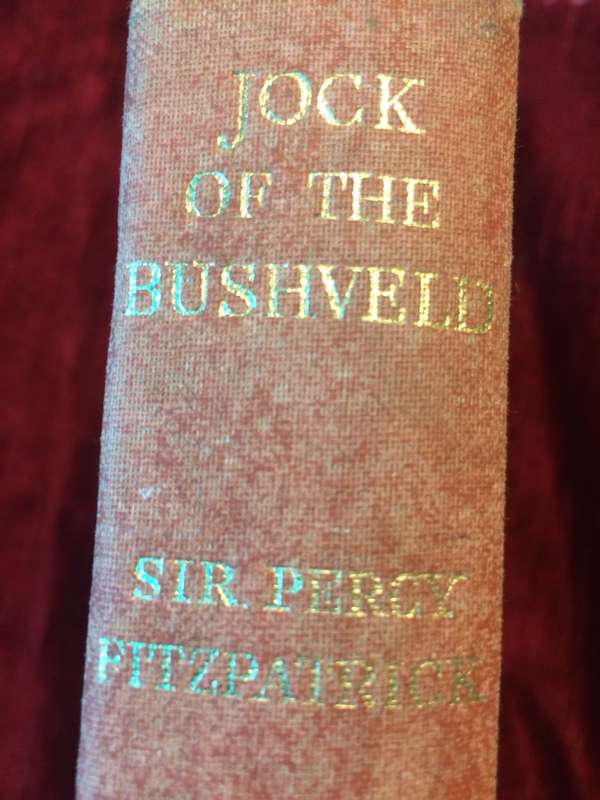 JOCK
OF THE
BUSHVELD
SIR PERCY
FITZPATRICK